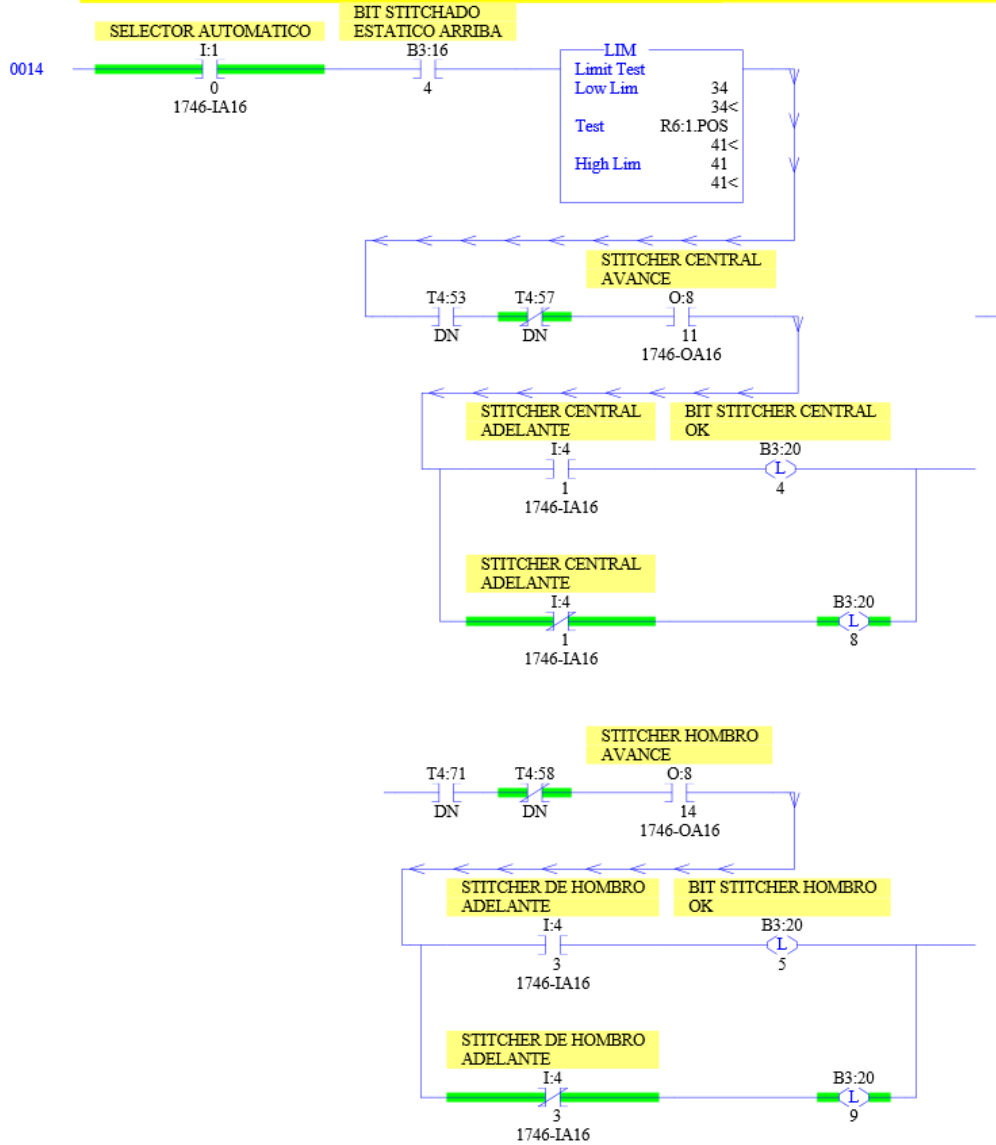 BIT STITCHADO
SELECTOR AUTOMATICO ESTATICO ARRIBA
I:1 B3:16 LIM
0014 Limit Test
0 4 Low Lim 34
1746-IA16 34<
Test R6:1.POS
41<
High Lim 41
41<
STITCHER CENTRAL
AVANCE
T4:53 T4:57 O:8
DN DN 11
1746-OA16
STITCHER CENTRAL BIT STITCHER CENTRAL
ADELANTE OK
I:4 B3:20
L
1 4
1746-IA16
STITCHER CENTRAL
ADELANTE
I:4 B3:20
L
1 8
1746-IA16
STITCHER HOMBRO
AVANCE
T4:71 T4:58 O:8
DN DN 14
1746-OA16
STITCHER DE HOMBRO BIT STITCHER HOMBRO
ADELANTE OK
I:4 B3:20
L
3 5
1746-IA16
STITCHER DE HOMBRO
ADELANTE
I:4 B3:20
L
3 9
1746-IA16